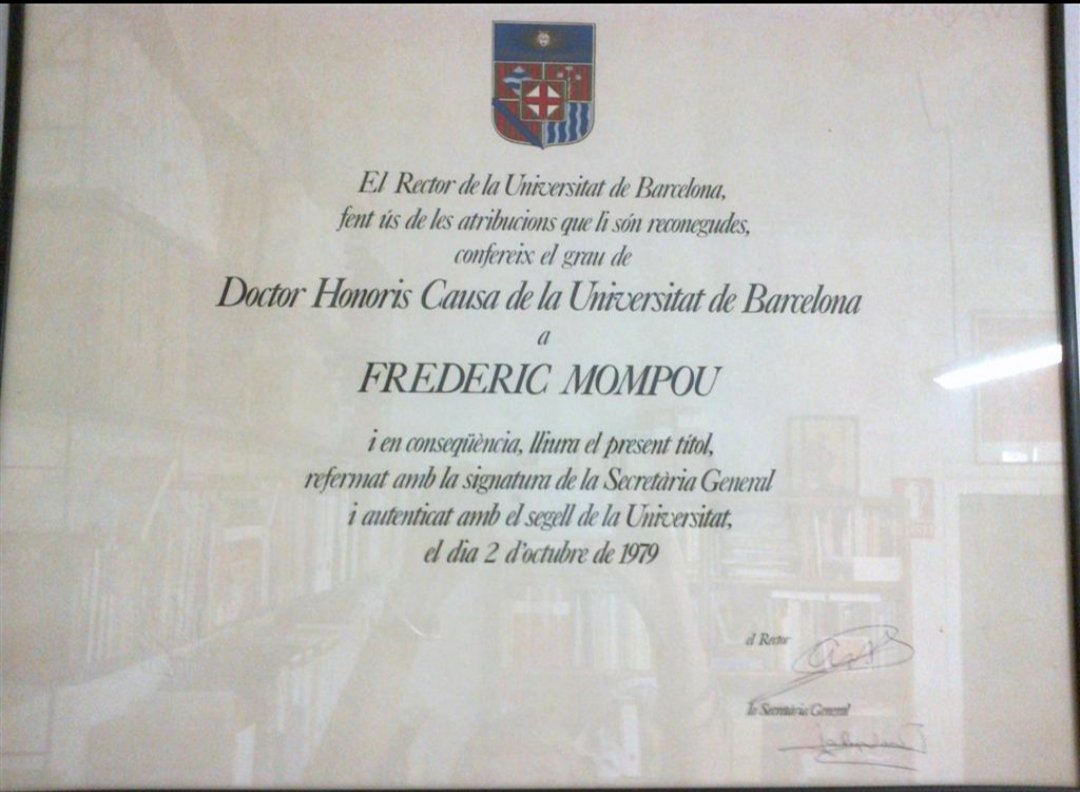 El Rector de la Universitat de Barcelona,
fent ús de les atribucions que li són reconegudes,
confereix el grau de
Doctor Honoris Causa de la Universitat de Barcelona
a
FREDERIC MOMPOU
i en conseqüència, lliura el present títol,
refermat amb la signatura de la Secretària General
i autenticat amb el segell de la Universitat,
el dia 2 d'octubre de 1979
el Rector
la Secretària General